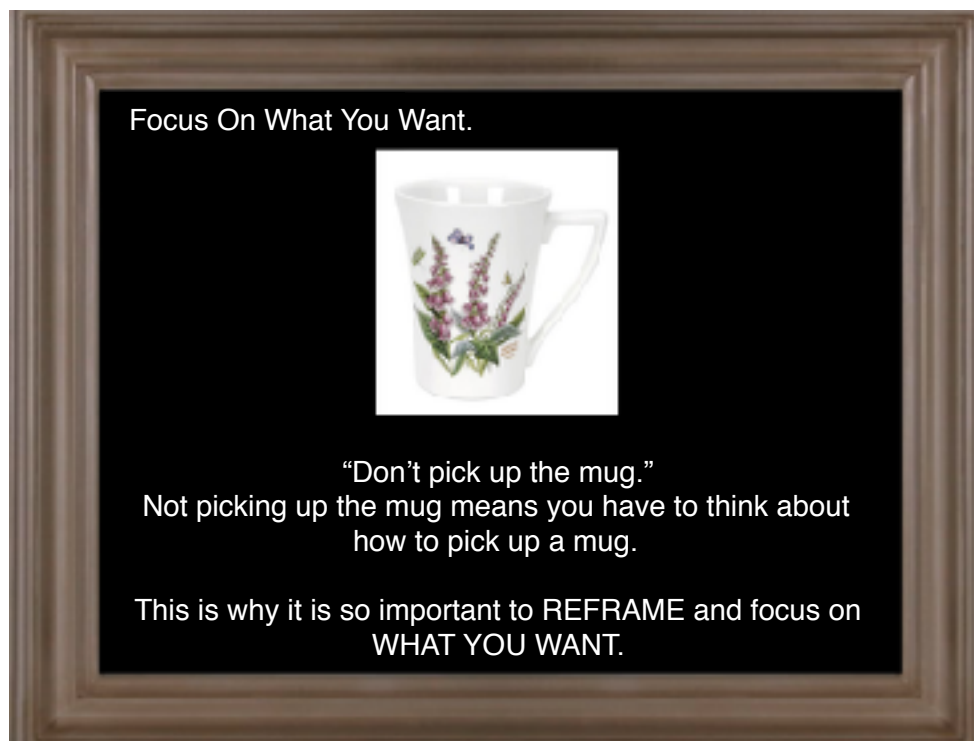 Focus On What You Want.
“Don’t pick up the mug.”
Not picking up the mug means you have to think about
how to pick up a mug.
This is why it is so important to REFRAME and focus on
WHAT YOU WANT.